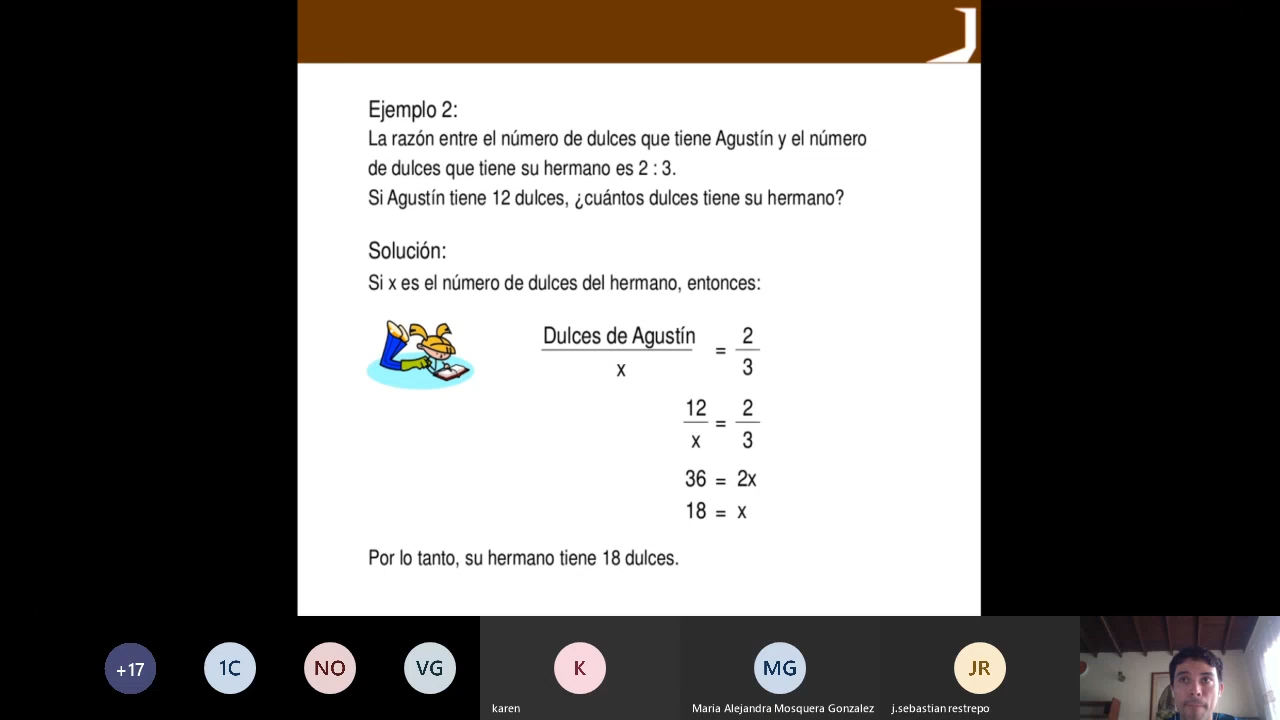 Ejemplo 2:
La razón entre el número de dulces que tiene Agustín y el número
de dulces que tiene su hermano es 2 : 3.
Si Agustín tiene 12 dulces, ¿cuántos dulces tiene su hermano?
Solución:
Si x es el número de dulces del hermano, entonces:
Dulces de Agustín
x
=
2
3
12
x
=
2
3
36 = 2x
18 = x
Por lo tanto, su hermano tiene 18 dulces.
+17
1C
NO
VG
K
MG
JR
karen
Maria Alejandra Mosquera Gonzalez
j.sebastian restrepo